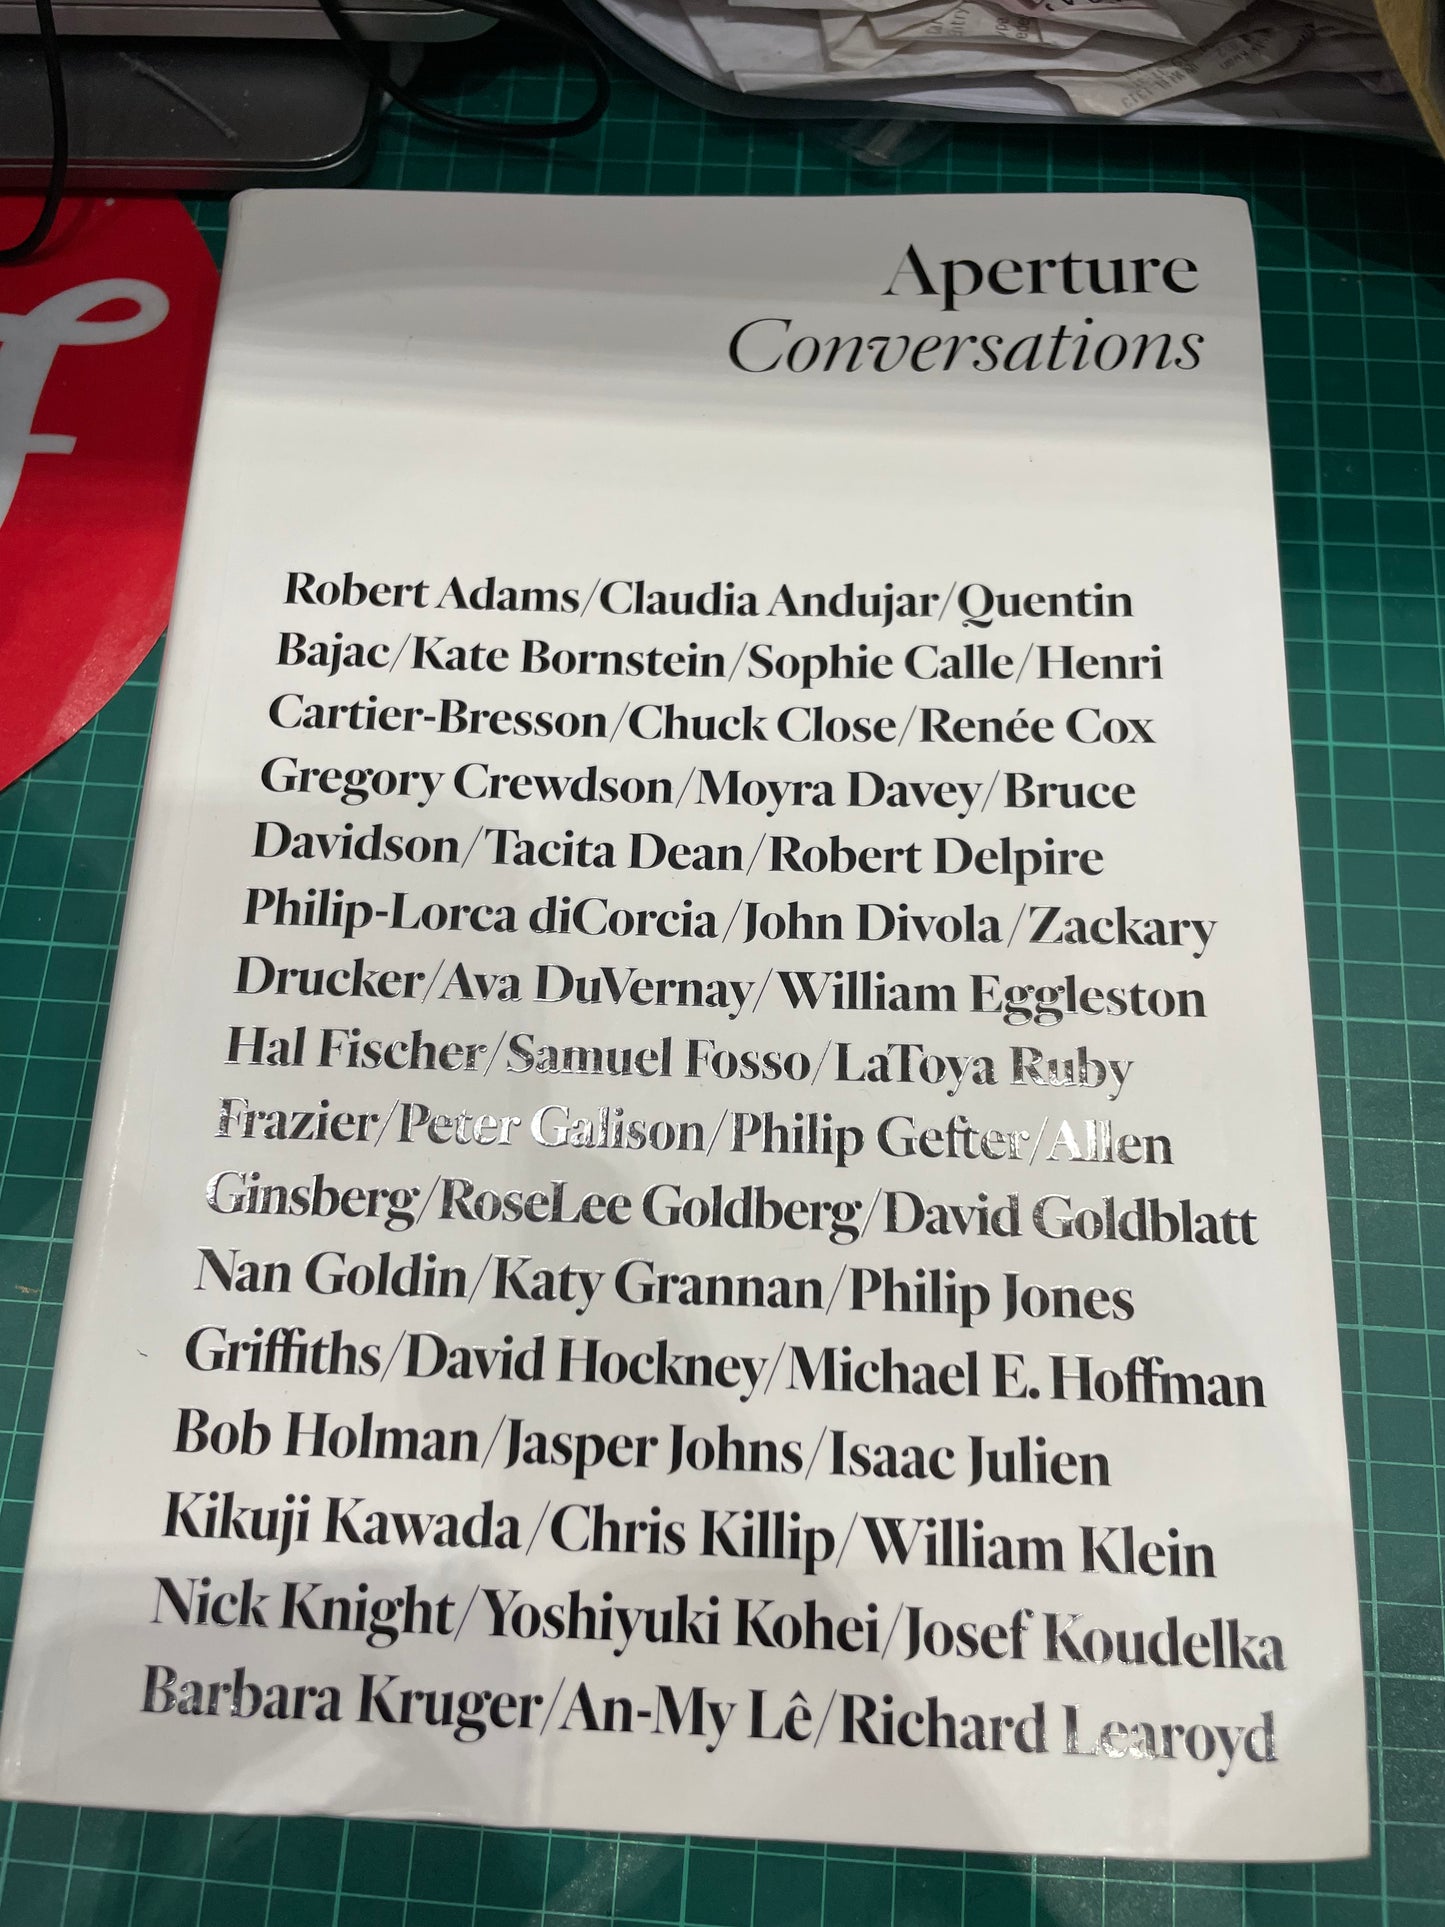 Aperture
Conversations
Robert Adams/Claudia Andujar/Quentin
Bajac/Kate Bornstein/Sophie Calle/Henri
Cartier-Bresson/Chuck Close/Renée Cox
Gregory Crewdson/Moyra Davey/Bruce
Davidson/Tacita Dean/Robert Delpire
Philip-Lorca diCorcia/John Divola/Zackary
Drucker/Ava DuVernay/William Eggleston
Hal Fischer/Samuel Fosso/LaToya Ruby
Frazier/Peter Galison/Philip Gefter/Allen
Ginsberg/RoseLee Goldberg/David Goldblatt
Nan Goldin/Katy Grannan/Philip Jones
Griffiths/David Hockney/Michael E. Hoffman
Bob Holman/Jasper Johns/Isaac Julien
Kikuji Kawada/Chris Killip/William Klein
Nick Knight/Yoshiyuki Kohei/Josef Koudelka
Barbara Kruger/An-My Lê/Richard Learoyd